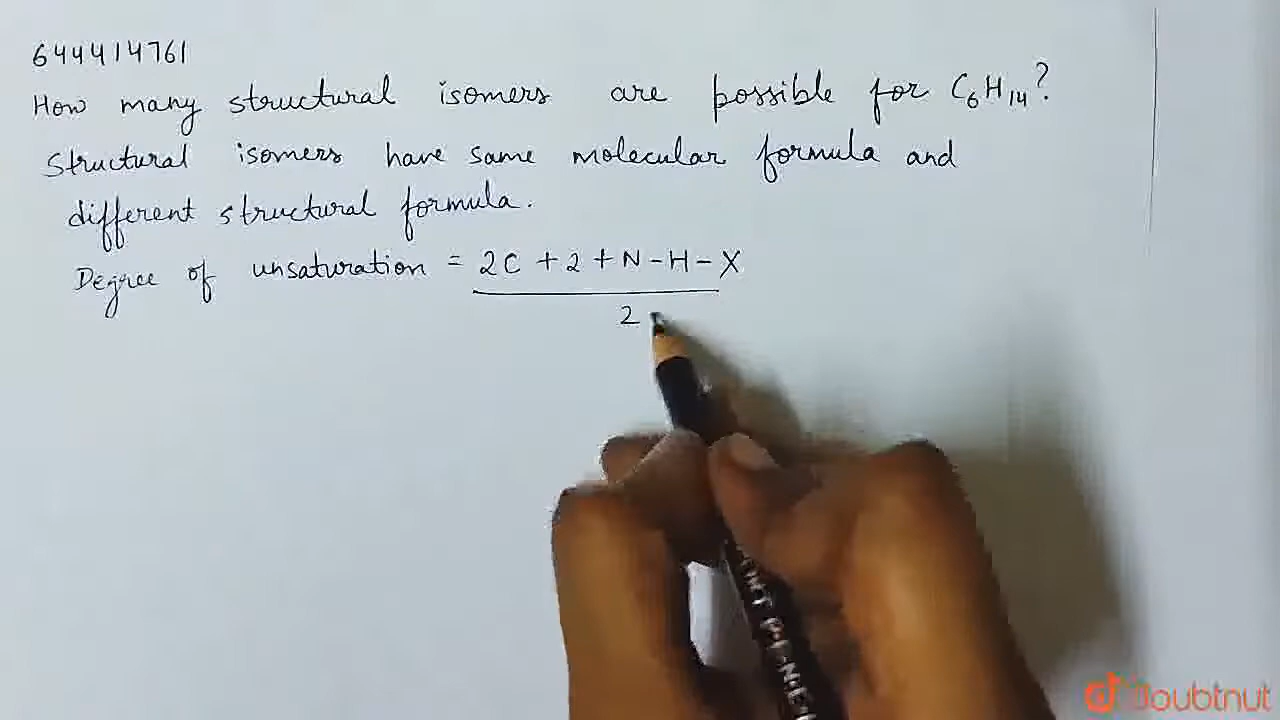 644414761
How many structural isomers are possible for C₆H₁₄?
Structural isomers have same molecular formula and
different structural formula.
Degree of unsaturation = 2C + 2 + N - H - X
2
doubtnut